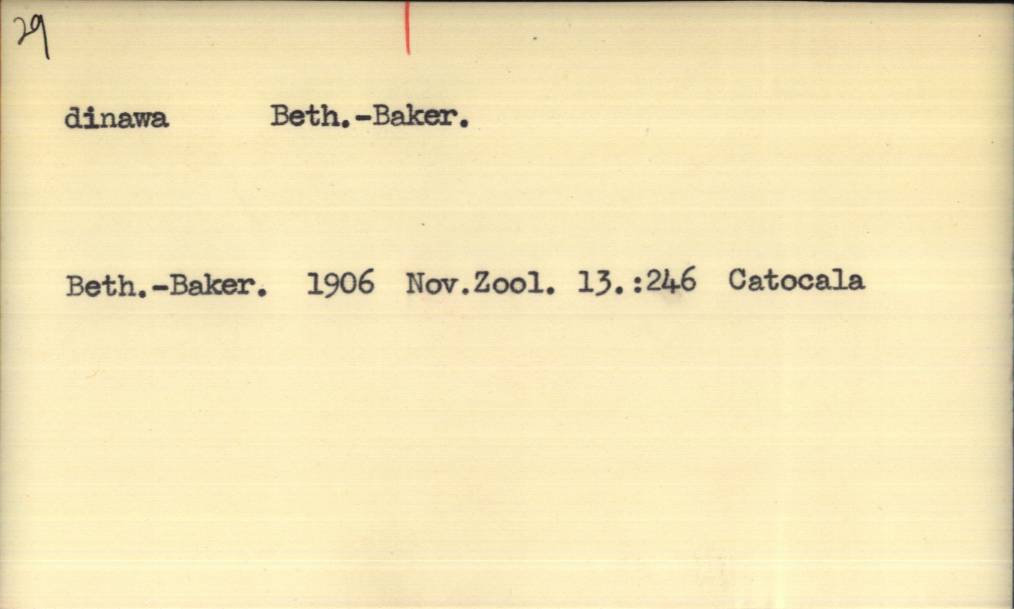 29
dinawa Beth.-Baker.
Beth.-Baker. 1906 Nov.Zool. 13.:246 Catocala